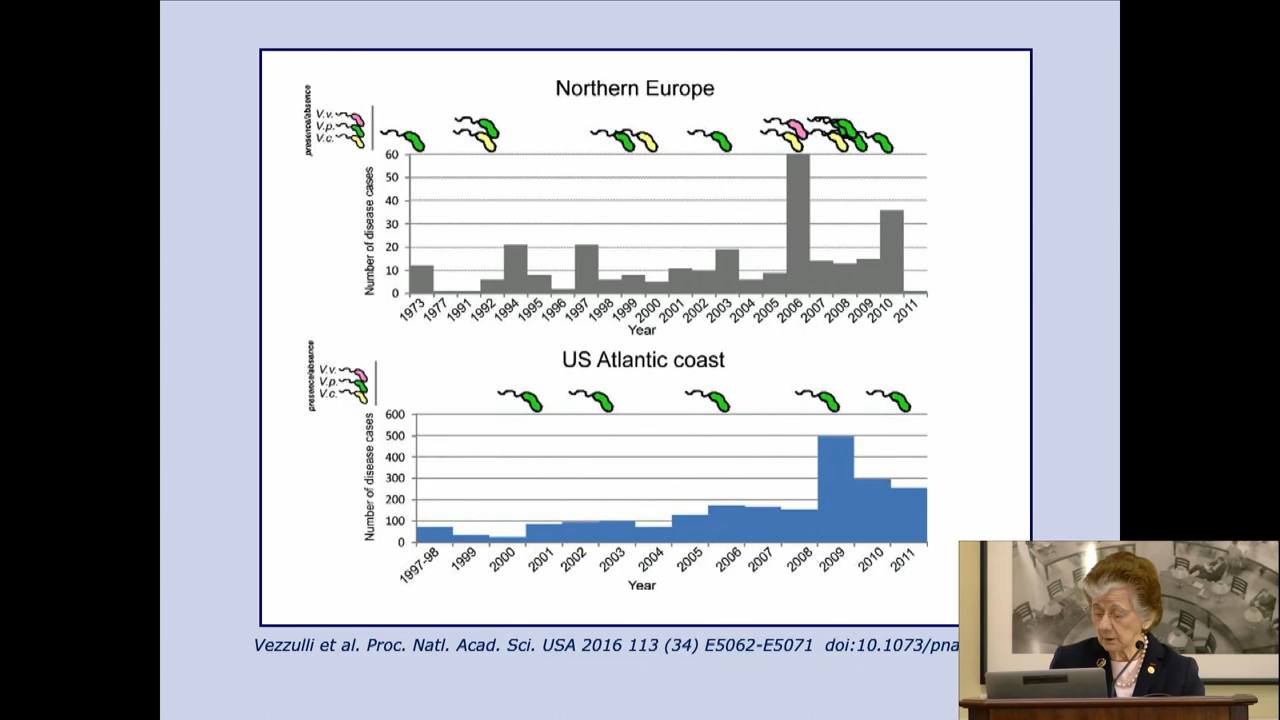 Northern Europe
presence/absence
V.v.
V.p.
V.c.
Number of disease cases
60
50
40
30
20
10
0
1973 1977 1991 1992 1994 1995 1996 1997 1998 1999 2000 2001 2002 2003 2004 2005 2006 2007 2008 2009 2010 2011
Year
US Atlantic coast
presence/absence
V.v.
V.p.
V.c.
Number of disease cases
600
500
400
300
200
100
0
1997-98 1999 2000 2001 2002 2003 2004 2005 2006 2007 2008 2009 2010 2011
Year
Vezzulli et al. Proc. Natl. Acad. Sci. USA 2016 113 (34) E5062-E5071 doi:10.1073/pna